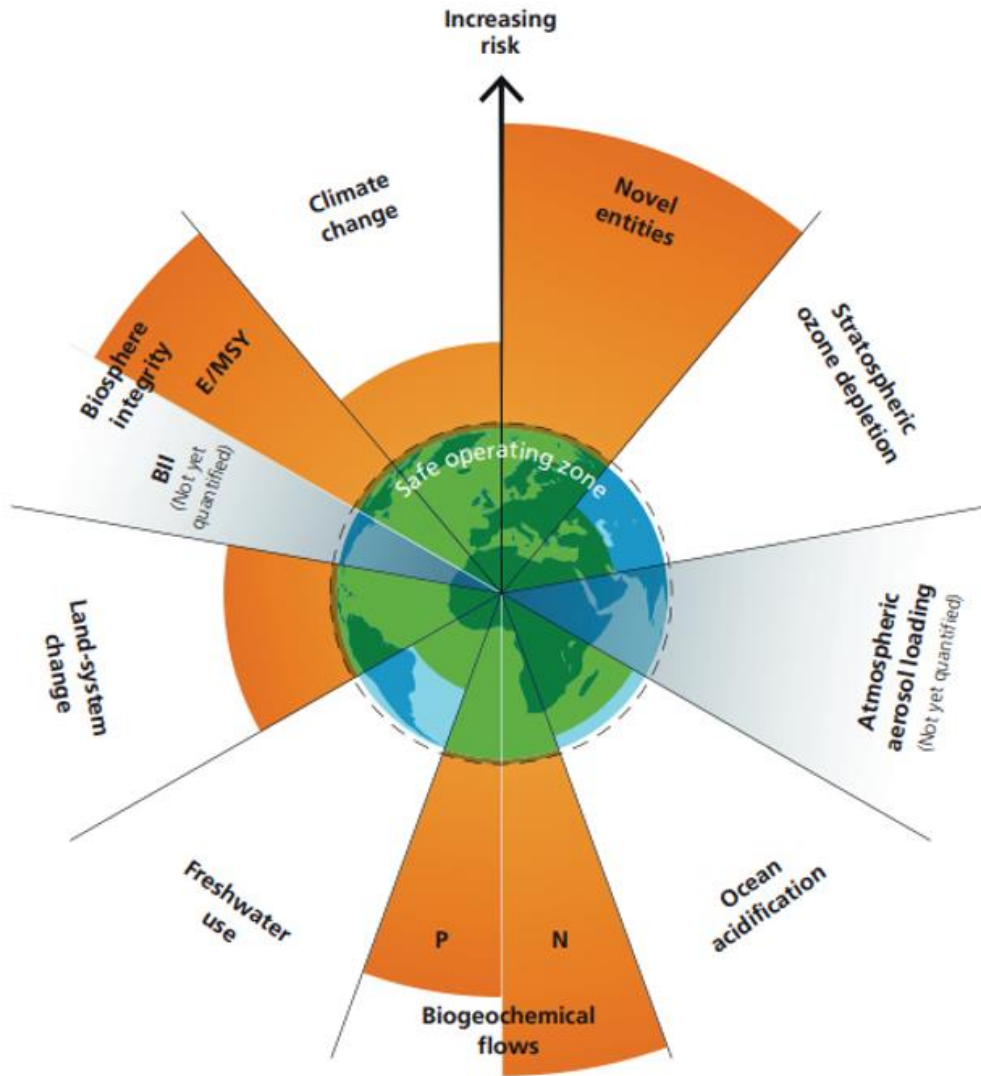 Increasing
risk
Climate
change
Novel
entities
Stratospheric
ozone depletion
Biosphere
integrity
E/MSY
BII
(Not yet
quantified)
Safe operating zone
Land-system
change
Atmospheric
aerosol loading
(Not yet quantified)
Freshwater
use
Ocean
acidification
P
N
Biogeochemical
flows